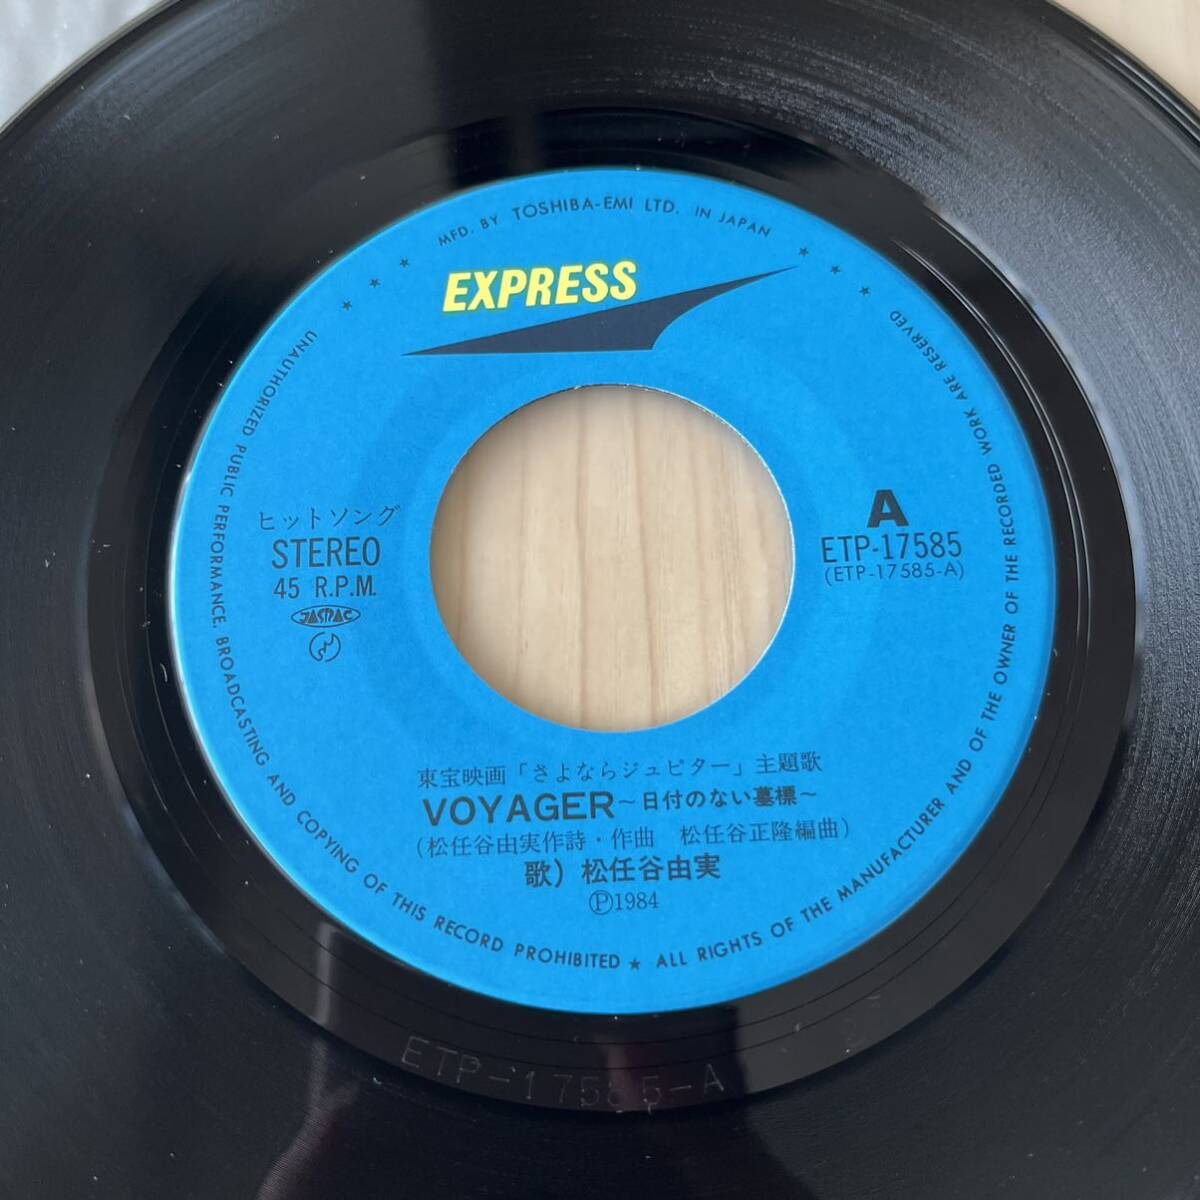 MFD. BY TOSHIBA-EMI LTD. IN JAPAN
EXPRESS
ヒットソング
STEREO
45 R.P.M.
JASRAC
A
ETP-17585
(ETP-17585-A)
東宝映画「さよならジュピター」主題歌
VOYAGER～日付のない墓標～
(松任谷由実作詩・作曲 松任谷正隆編曲)
歌) 松任谷由実
Ⓟ1984
UNAUTHORIZED PUBLIC PERFORMANCE, BROADCASTING AND COPYING OF THIS RECORD PROHIBITED ★ ALL RIGHTS OF THE MANUFACTURER AND OF THE OWNER OF THE RECORDED WORK ARE RESERVED
ETP-17585-A